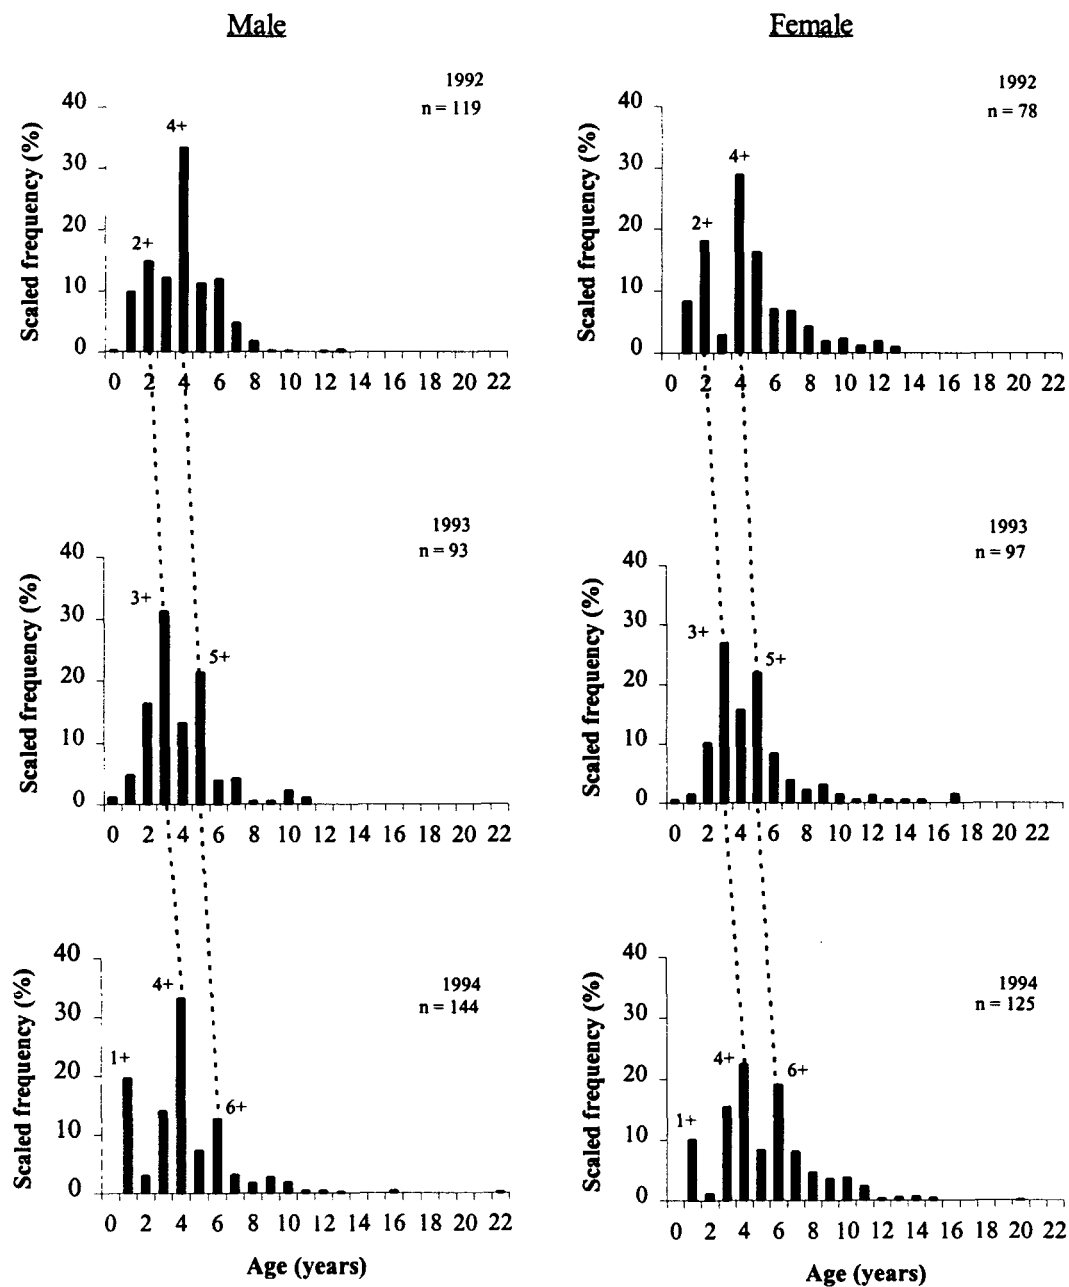 Male
Female
1992
n = 119
Scaled frequency (%)
40
30
20
10
0
2+
4+
0 2 4 6 8 10 12 14 16 18 20 22
1992
n = 78
Scaled frequency (%)
40
30
20
10
0
2+
4+
0 2 4 6 8 10 12 14 16 18 20 22
1993
n = 93
Scaled frequency (%)
40
30
20
10
0
3+
5+
0 2 4 6 8 10 12 14 16 18 20 22
1993
n = 97
Scaled frequency (%)
40
30
20
10
0
3+
5+
0 2 4 6 8 10 12 14 16 18 20 22
1994
n = 144
Scaled frequency (%)
40
30
20
10
0
1+
4+
6+
0 2 4 6 8 10 12 14 16 18 20 22
Age (years)
1994
n = 125
Scaled frequency (%)
40
30
20
10
0
1+
4+
6+
0 2 4 6 8 10 12 14 16 18 20 22
Age (years)